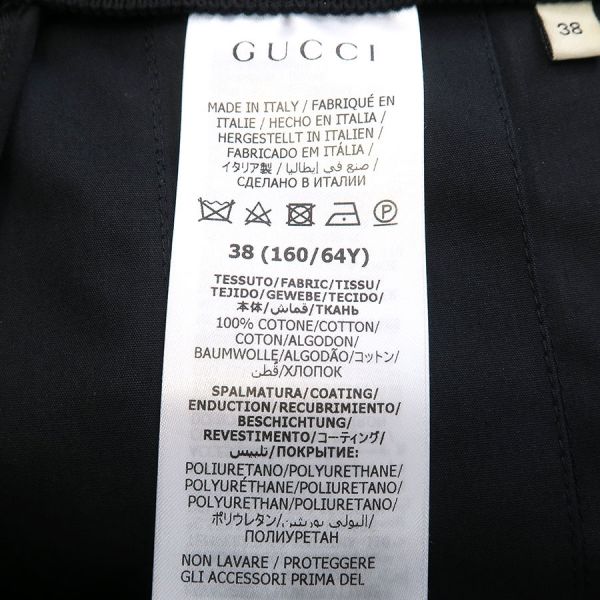 38
GUCCI
MADE IN ITALY / FABRIQUÉ EN
ITALIE / HECHO EN ITALIA /
HERGESTELLT IN ITALIEN /
FABRICADO EM ITÁLIA /
イタリア製 / صنع في إيطاليا /
СДЕЛАНО В ИТАЛИИ
38 (160/64Y)
TESSUTO/FABRIC/TISSU/
TEJIDO/GEWEBE/TECIDO/
本体/قماش/ТКАНЬ
100% COTONE/COTTON/
COTON/ALGODON/
BAUMWOLLE/ALGODÃO/コットン/
قطن/ХЛОПОК
SPALMATURA/COATING/
ENDUCTION/RECUBRIMIENTO/
BESCHICHTUNG/
REVESTIMENTO/コーティング/
تلبيس/ПОКРЫТИЕ:
POLIURETANO/POLYURETHANE/
POLYURÉTHANE/POLIURETANO/
POLYURETHAN/POLIURETANO/
ポリウレタン/البولي يوريثين/
ПОЛИУРЕТАН
NON LAVARE / PROTEGGERE
GLI ACCESSORI PRIMA DEL